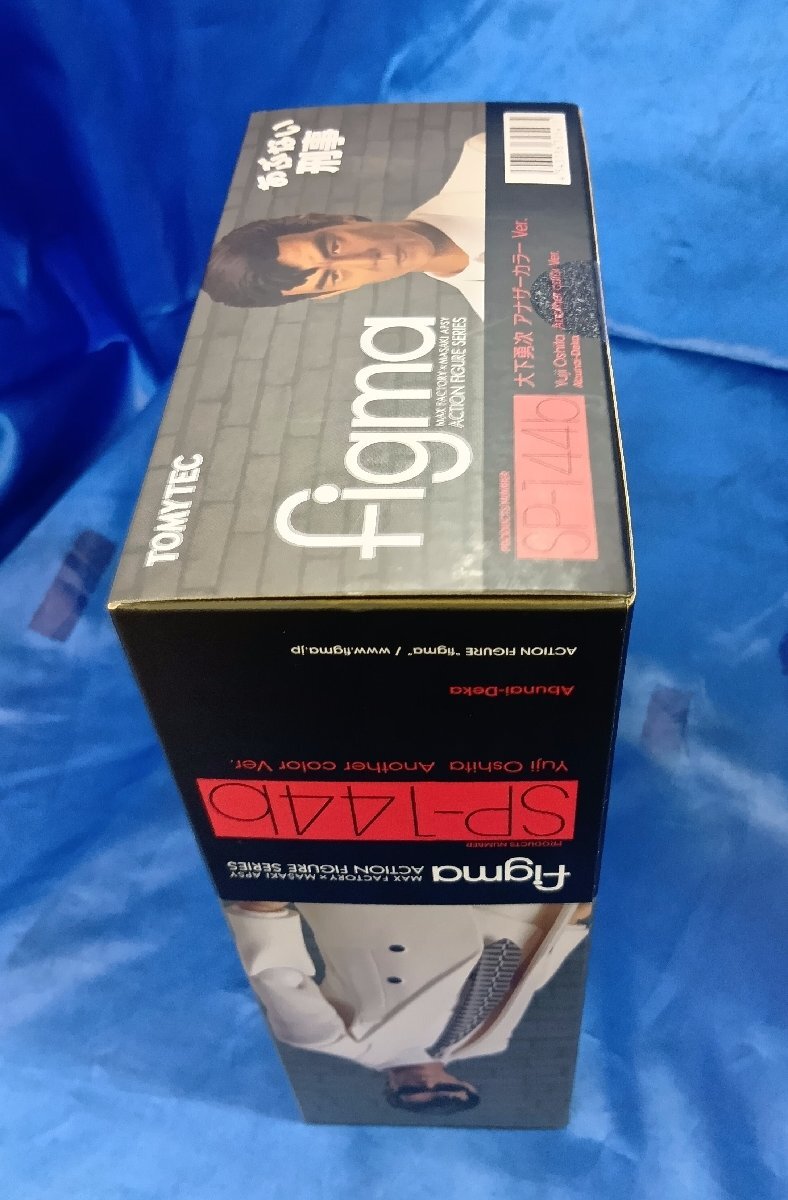 あぶない
刑事
TOMYTEC
figma
MAX FACTORY×MASAKI APSY
ACTION FIGURE SERIES
PRODUCTS NUMBER
SP-144b
大下勇次 アナザーカラー Ver.
Yuji Oshita Another color Ver.
Abunai-Deka
ACTION FIGURE "figma" / www.figma.jp
Abunai-Deka
Yuji Oshita Another color Ver.
SP-144b
PRODUCTS NUMBER
figma
MAX FACTORY×MASAKI APSY
ACTION FIGURE SERIES